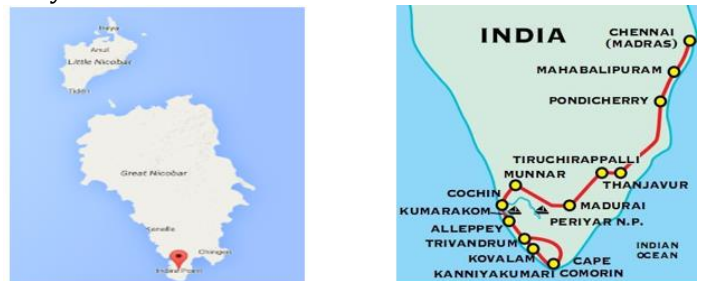 Little Nicobar
Great Nicobar
Indira Point
INDIA
CHENNAI
(MADRAS)
MAHABALIPURAM
PONDICHERRY
TIRUCHIRAPPALLI
MUNNAR
THANJAVUR
COCHIN
MADURAI
KUMARAKOM
PERIYAR N.P.
ALLEPPEY
TRIVANDRUM
INDIAN
OCEAN
KOVALAM
CAPE
KANNIYAKUMARI COMORIN